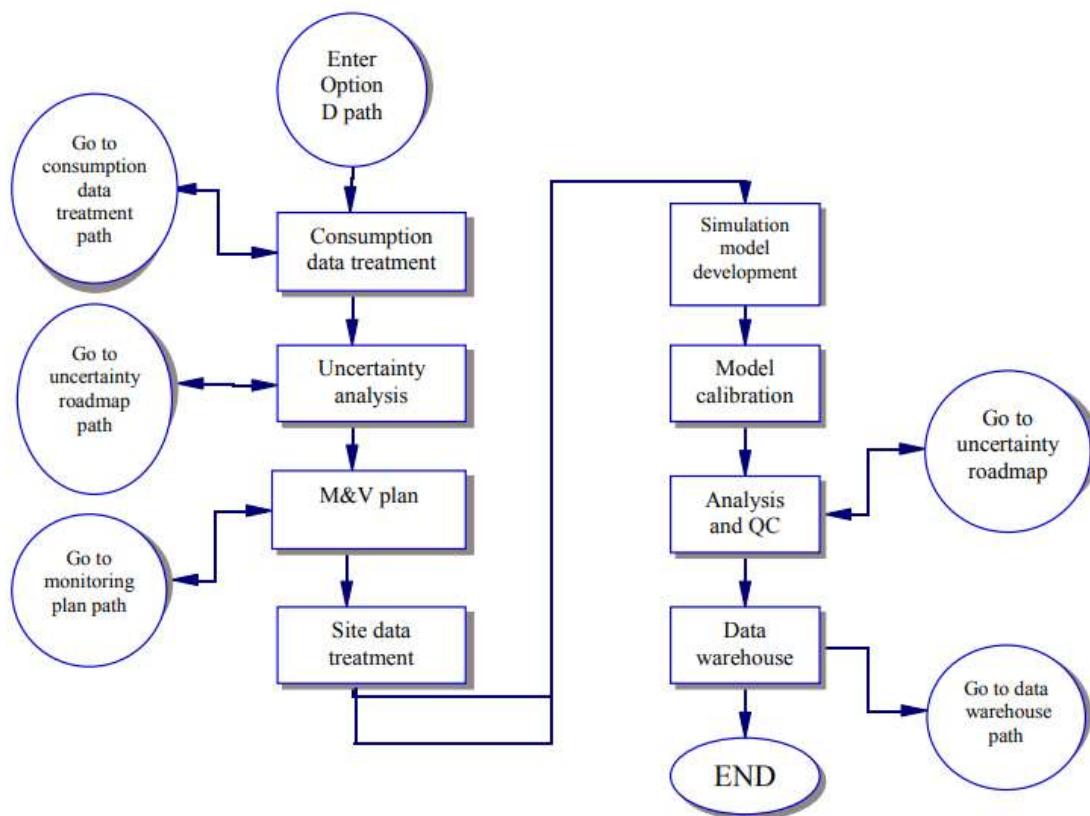 Enter
Option
D path
Go to
consumption
data
treatment
path
Consumption
data treatment
Go to
uncertainty
roadmap
path
Uncertainty
analysis
M&V plan
Go to
monitoring
plan path
Site data
treatment
Simulation
model
development
Model
calibration
Go to
uncertainty
roadmap
Analysis
and QC
Data
warehouse
Go to data
warehouse
path
END